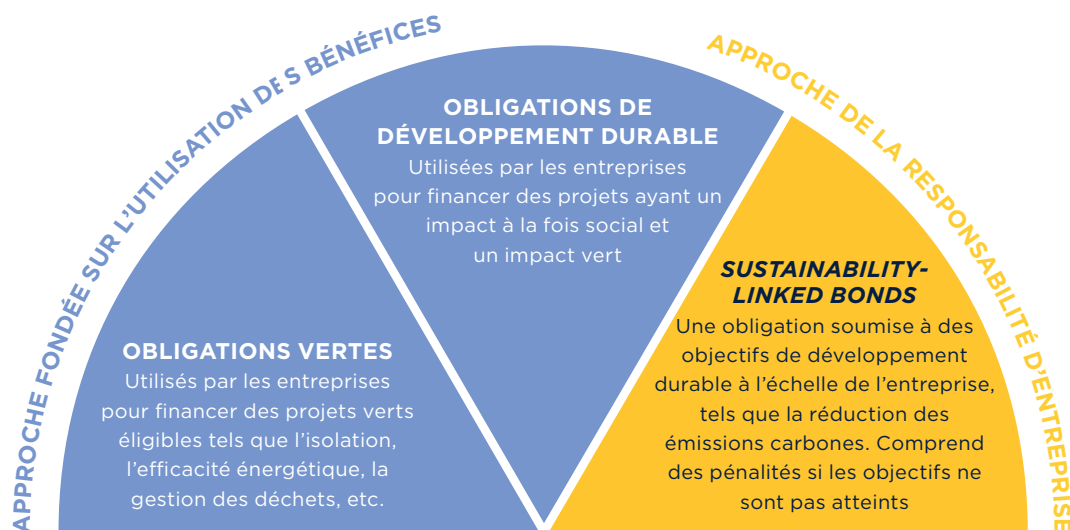 APPROCHE FONDÉE SUR L'UTILISATION DES BÉNÉFICES
APPROCHE DE LA RESPONSABILITÉ D'ENTREPRISE
OBLIGATIONS DE
DÉVELOPPEMENT DURABLE
Utilisées par les entreprises
pour financer des projets ayant un
impact à la fois social et
un impact vert
OBLIGATIONS VERTES
Utilisés par les entreprises
pour financer des projets verts
éligibles tels que l'isolation,
l'efficacité énergétique, la
gestion des déchets, etc.
SUSTAINABILITY-
LINKED BONDS
Une obligation soumise à des
objectifs de développement
durable à l'échelle de l'entreprise,
tels que la réduction des
émissions carbones. Comprend
des pénalités si les objectifs ne
sont pas atteints